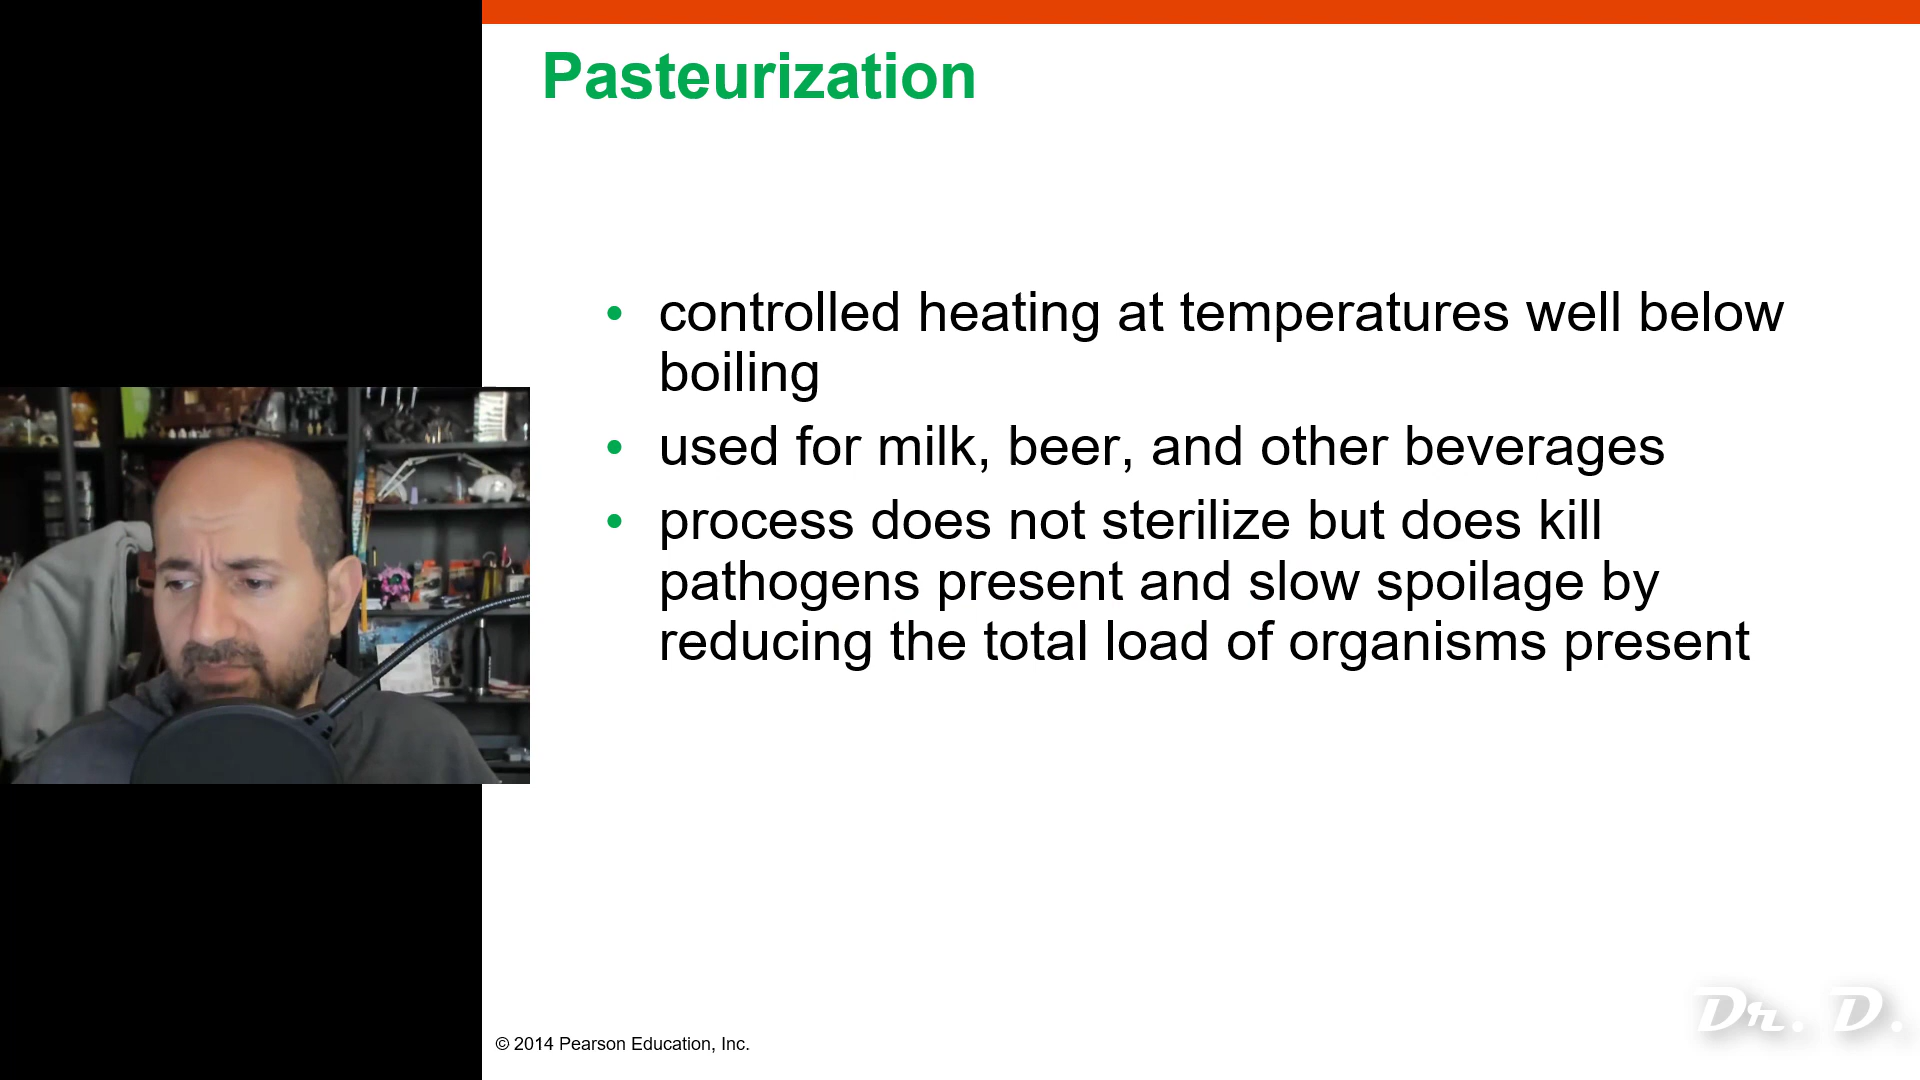 Pasteurization
• controlled heating at temperatures well below
boiling
• used for milk, beer, and other beverages
• process does not sterilize but does kill
pathogens present and slow spoilage by
reducing the total load of organisms present
© 2014 Pearson Education, Inc.
Dr. D.